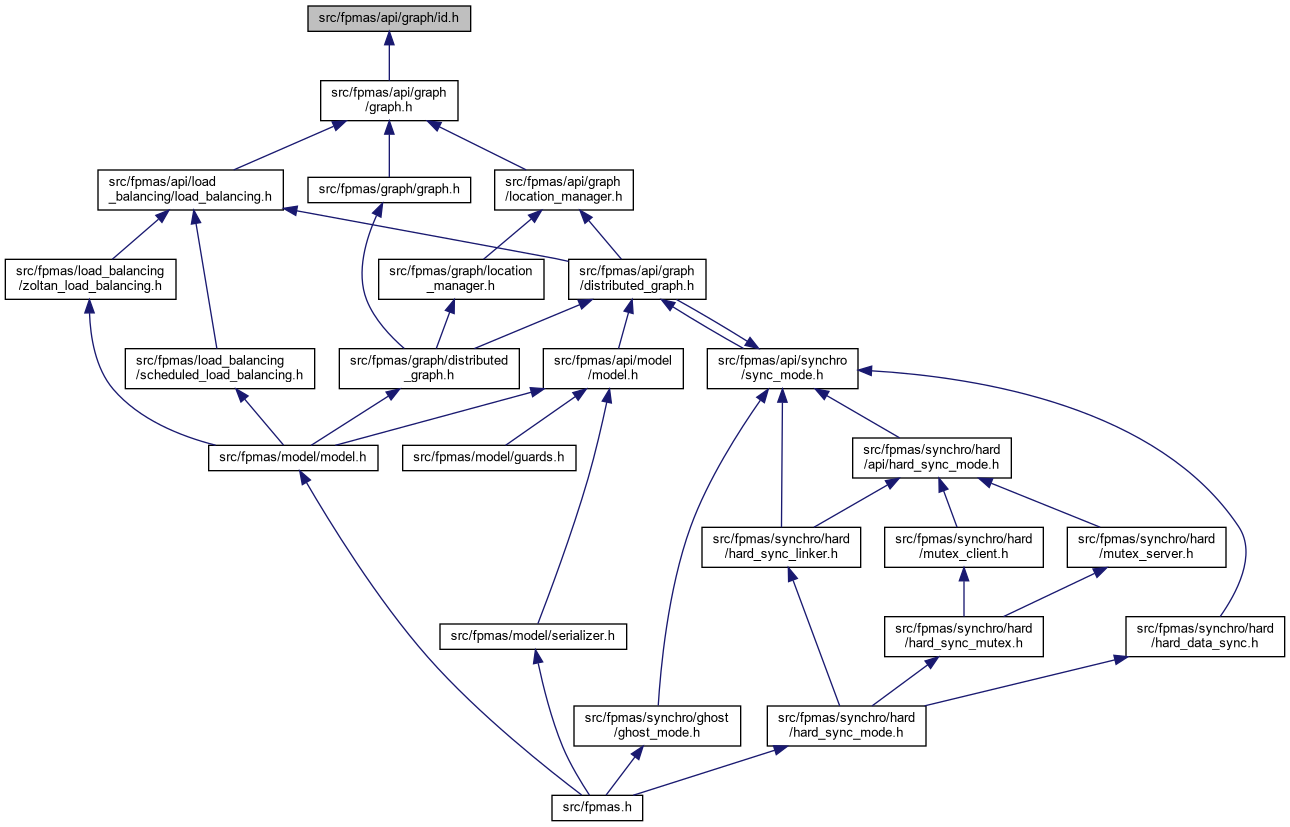 src/fpmas/api/graph/id.h
src/fpmas/api/graph
/graph.h
src/fpmas/api/load
_balancing/load_balancing.h
src/fpmas/graph/graph.h
src/fpmas/api/graph
/location_manager.h
src/fpmas/load_balancing
/zoltan_load_balancing.h
src/fpmas/graph/location
_manager.h
src/fpmas/api/graph
/distributed_graph.h
src/fpmas/load_balancing
/scheduled_load_balancing.h
src/fpmas/graph/distributed
_graph.h
src/fpmas/api/model
/model.h
src/fpmas/api/synchro
/sync_mode.h
src/fpmas/model/model.h
src/fpmas/model/guards.h
src/fpmas/synchro/hard
/api/hard_sync_mode.h
src/fpmas/synchro/hard
/hard_sync_linker.h
src/fpmas/synchro/hard
/mutex_client.h
src/fpmas/synchro/hard
/mutex_server.h
src/fpmas/model/serializer.h
src/fpmas/synchro/hard
/hard_sync_mutex.h
src/fpmas/synchro/hard
/hard_data_sync.h
src/fpmas/synchro/ghost
/ghost_mode.h
src/fpmas/synchro/hard
/hard_sync_mode.h
src/fpmas.h